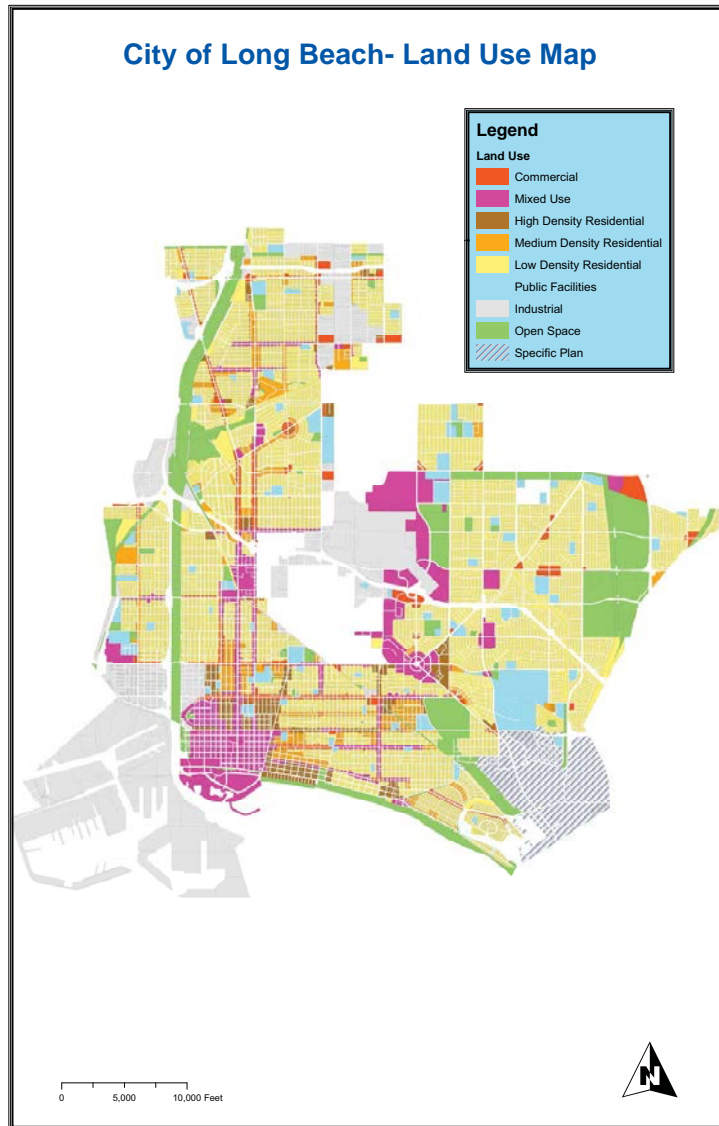 City of Long Beach- Land Use Map
Legend
Land Use
Commercial
Mixed Use
High Density Residential
Medium Density Residential
Low Density Residential
Public Facilities
Industrial
Open Space
Specific Plan
0 5,000 10,000 Feet
N